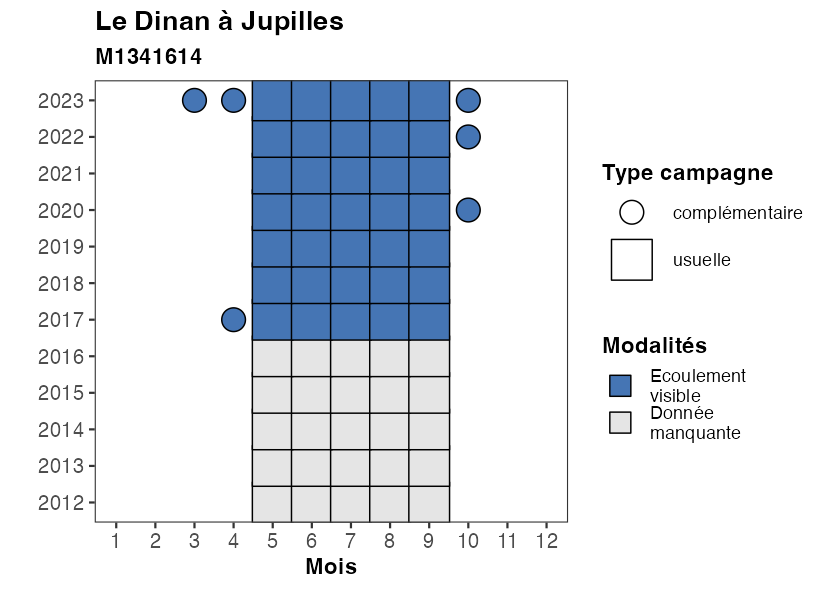 Le Dinan à Jupilles
M1341614
2023
2022
2021
2020
2019
2018
2017
2016
2015
2014
2013
2012
1 2 3 4 5 6 7 8 9 10 11 12
Mois
Type campagne
complémentaire
usuelle
Modalités
Ecoulement
visible
Donnée
manquante